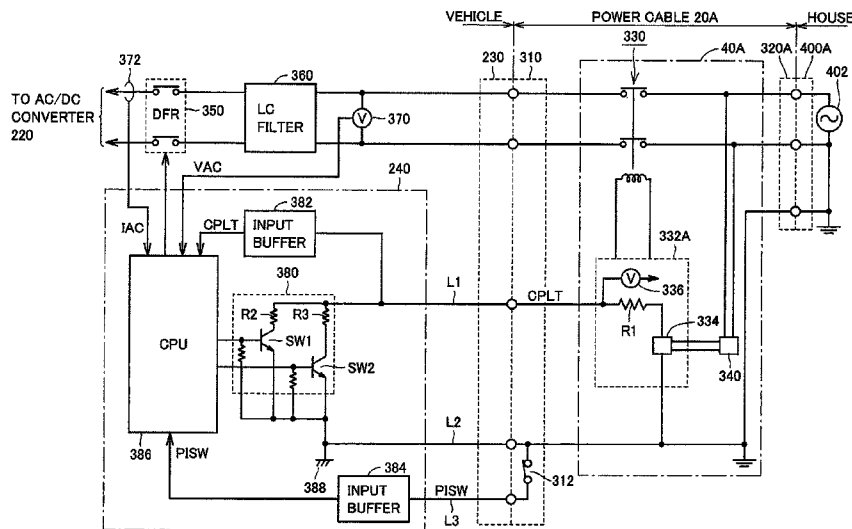 VEHICLE
POWER CABLE 20A
HOUSE
372
360
230
310
330
40A
320A
400A
402
TO AC/DC
CONVERTER
220
DFR
350
LC
FILTER
V
370
VAC
240
IAC
CPLT
382
INPUT
BUFFER
332A
380
L1
CPLT
V
336
R2
R3
R1
334
CPU
SW1
SW2
340
L2
386
PISW
388
384
INPUT
BUFFER
PISW
L3
312